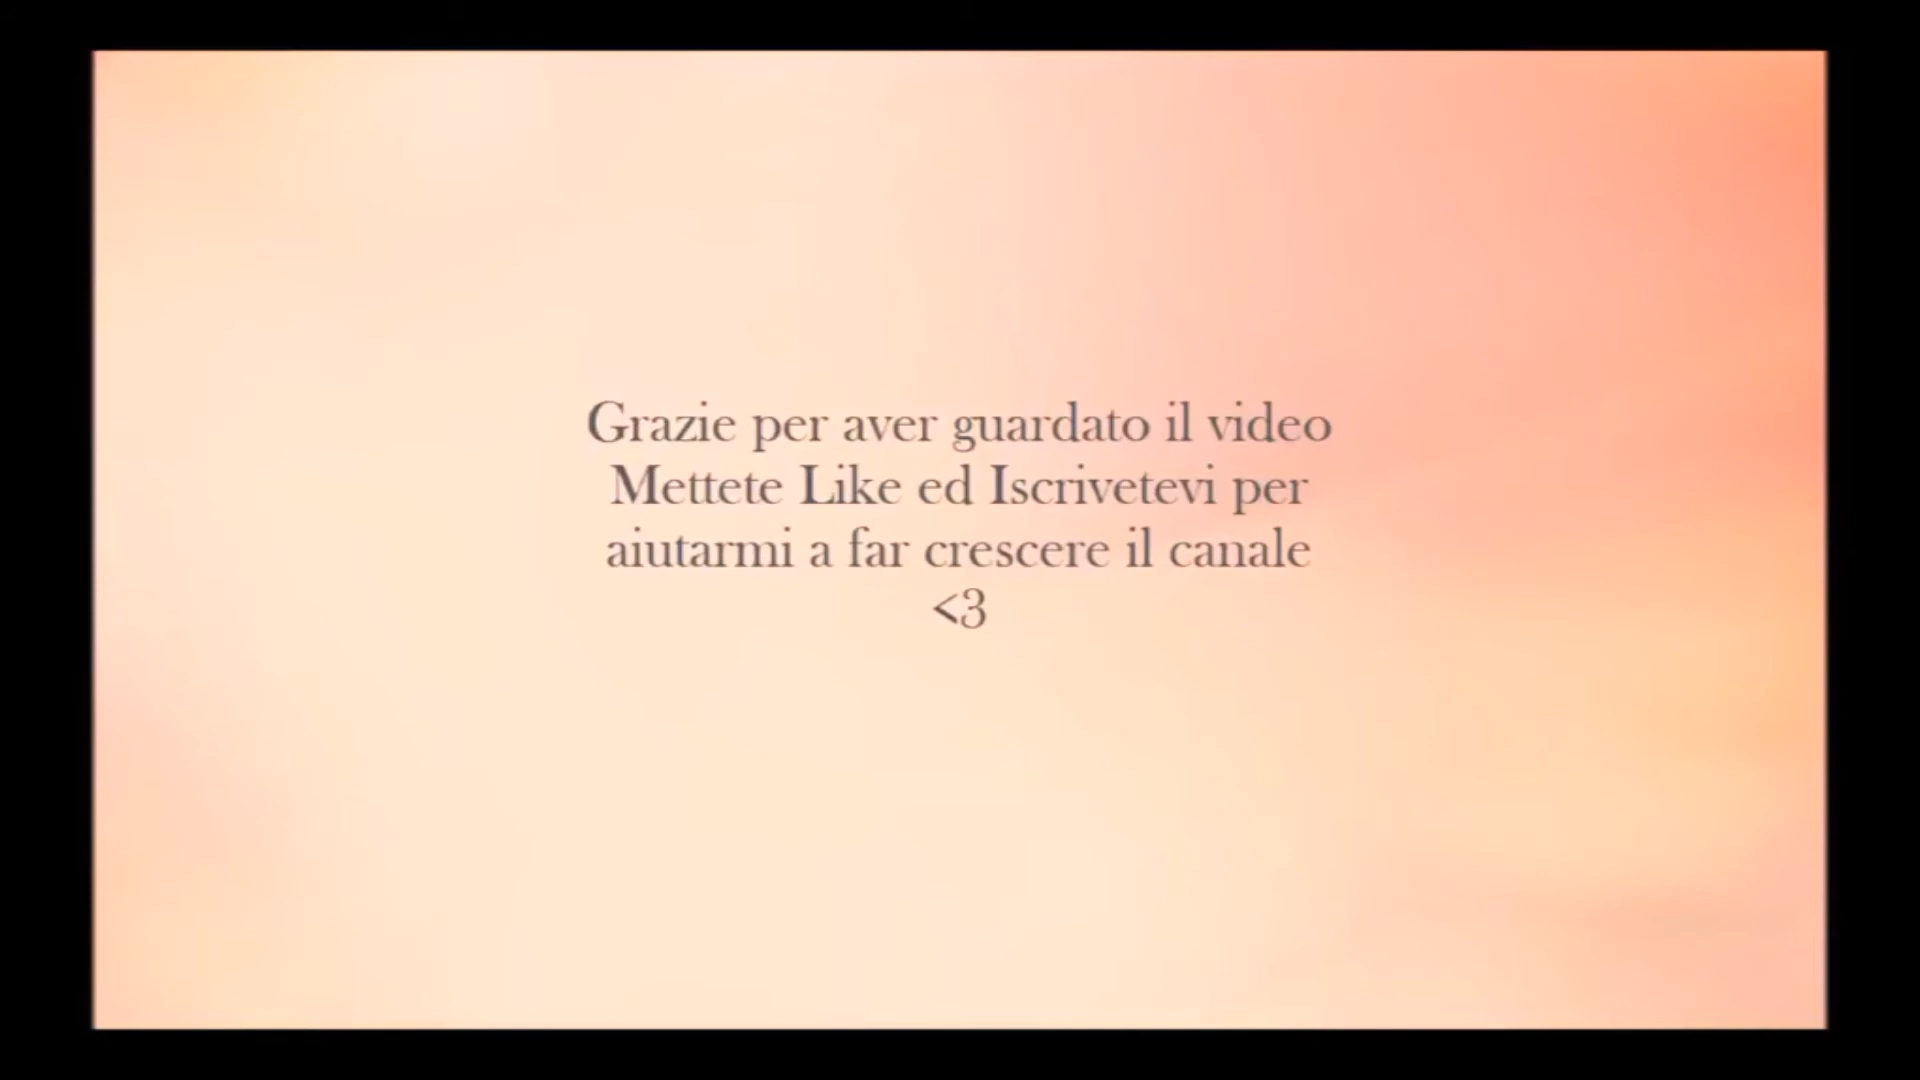 Grazie per aver guardato il video
Mettete Like ed Iscrivetevi per
aiutarmi a far crescere il canale
<3